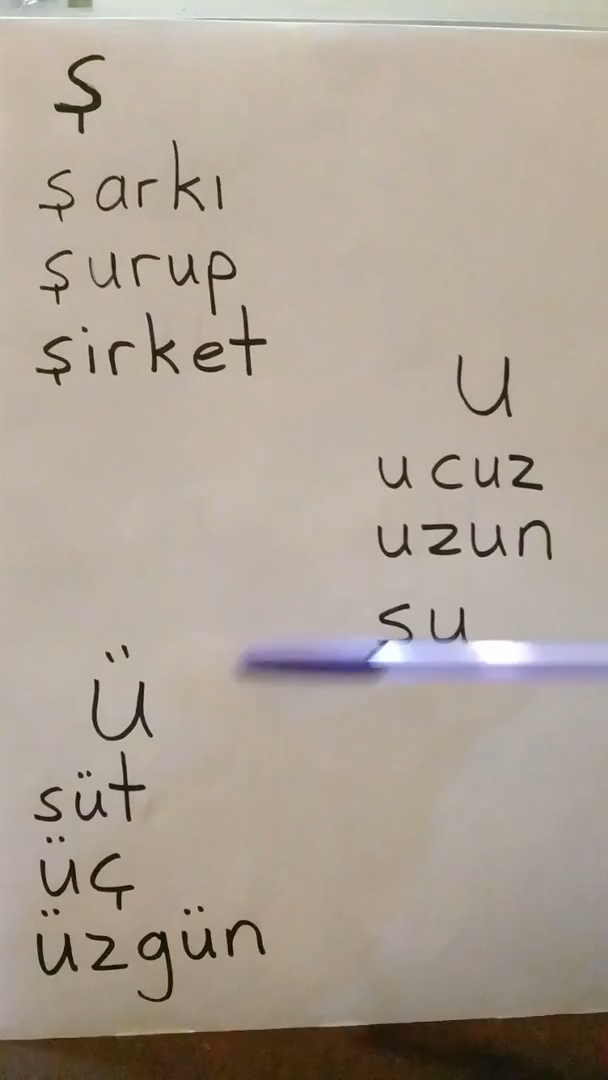 Ş
şarkı
şurup
şirket
U
ucuz
uzun
su
Ü
süt
üç
üzgün